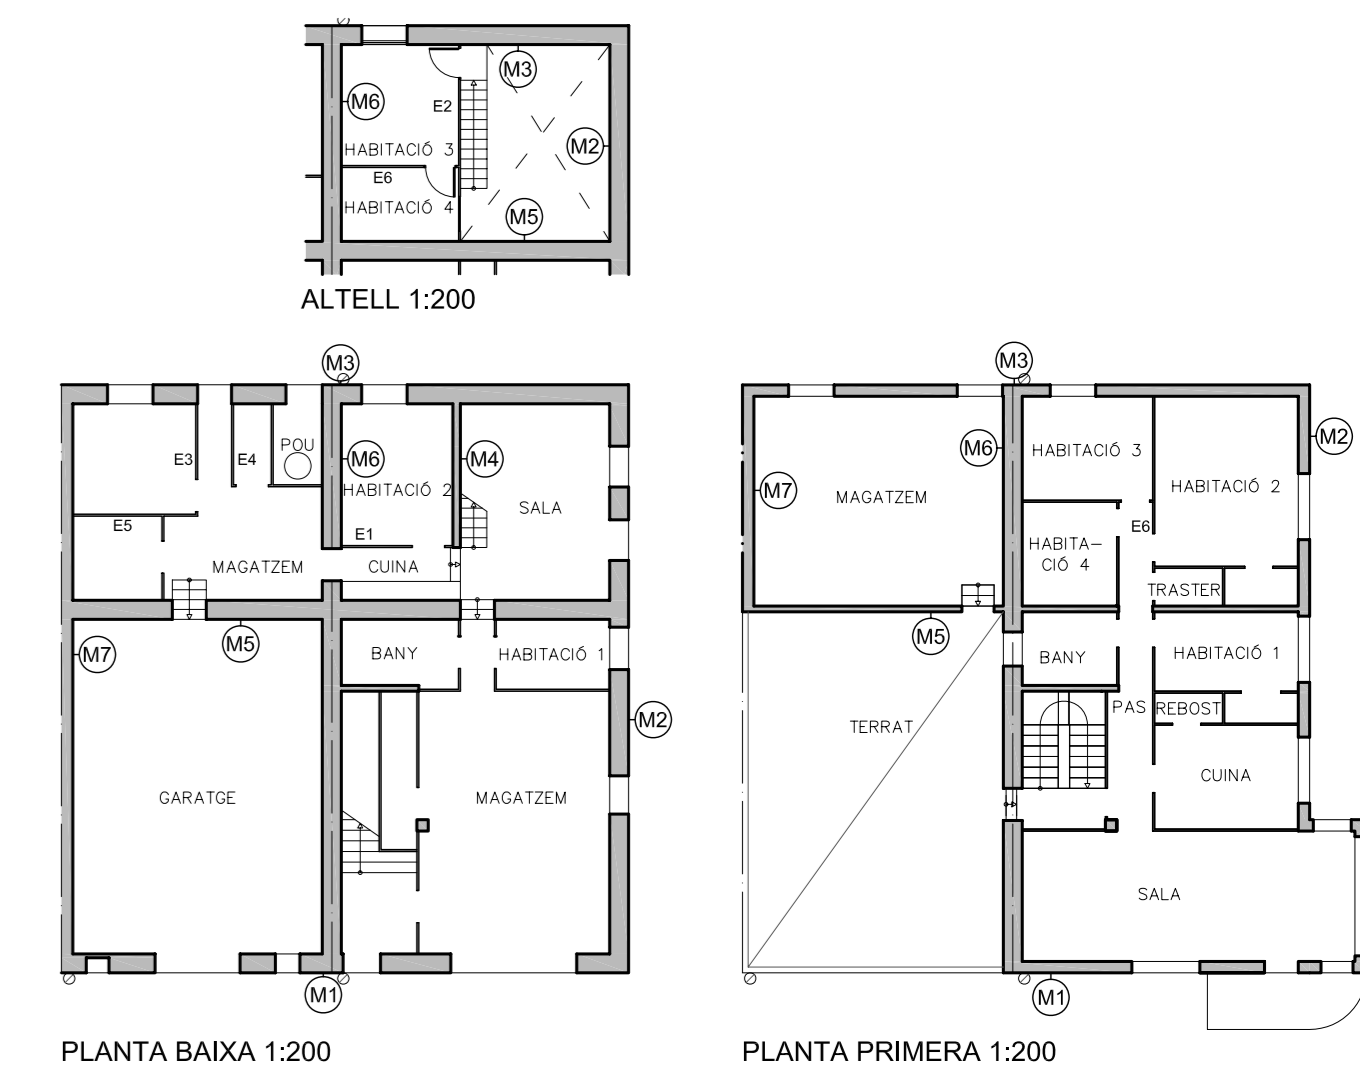 M3
M6
E2
M2
HABITACIÓ 3
E6
HABITACIÓ 4
M5
ALTELL 1:200
M3
POU
E3
E4
M6
M4
HABITACIÓ 2
SALA
E5
E1
MAGATZEM
CUINA
M7
M5
BANY
HABITACIÓ 1
M2
GARATGE
MAGATZEM
M1
PLANTA BAIXA 1:200
M3
M2
M6
HABITACIÓ 3
M7
MAGATZEM
HABITACIÓ 2
E6
HABITA-
CIÓ 4
TRASTER
M5
BANY
HABITACIÓ 1
PAS
REBOST
TERRAT
CUINA
SALA
M1
PLANTA PRIMERA 1:200